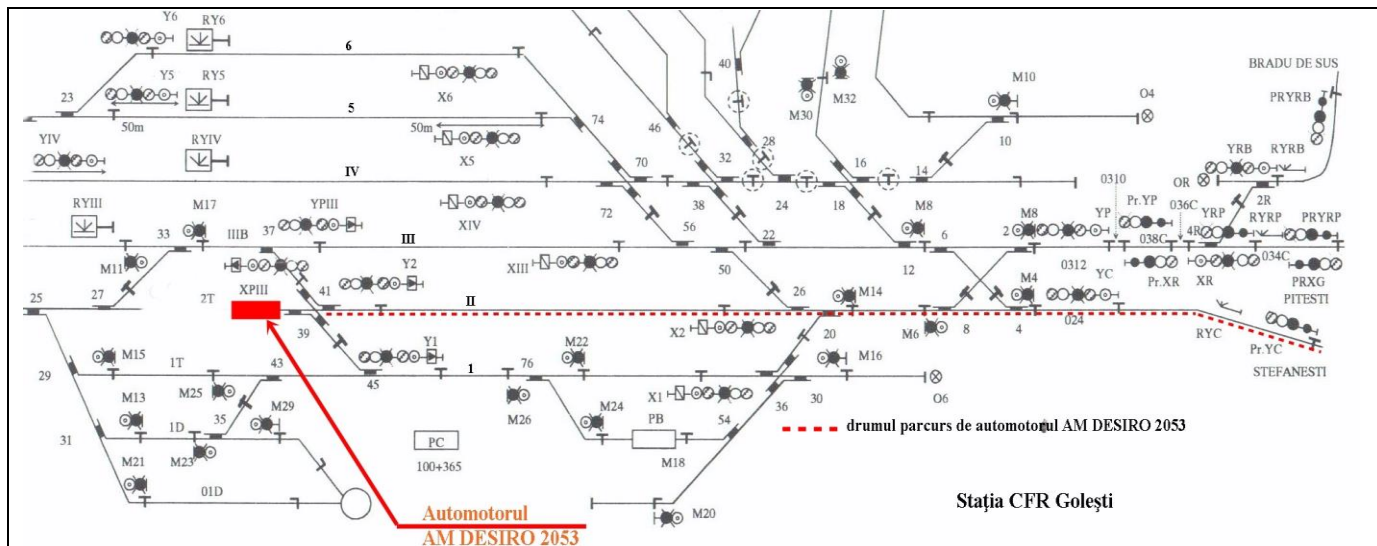 Y6 RY6
6
Y5 RY5
X6
23
5
50m
50m
74
46
40
32
28
M30
M32
M10
O4
BRADU DE SUS
PRYRB
YIV
RYIV
X5
70
16
14
10
YRB RYRB
IV
OR
0310
036C
2R
RYIII
M17
YPIII
XIV
72
38
24
18
M8
M8 YP Pr.YP
YRP RYRP PRYRP
33
IIIB
37
III
56
22
6
2
038C
4R
M11
Y2
XIII
50
12
0312
YC
Pr.XR
XR
034C
PRXG
27
2T
XPIII
41
II
26
M14
M4
PITESTI
25
39
Y1
X2
20
M6
8
4
024
RYC
Pr.YC
STEFANESTI
M15
1T
43
45
1
76
M22
M16
29
M13
M25
M29
M26
X1
36
30
O6
M24
PB
54
31
1D
35
PC
M18
drumul parcurs de automotorul AM DESIRO 2053
M21
M23
100+365
01D
M20
Staţia CFR Goleşti
Automotorul
AM DESIRO 2053